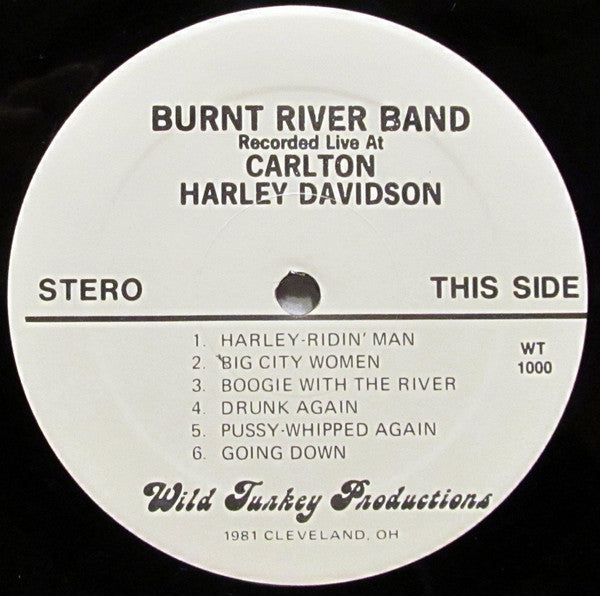 BURNT RIVER BAND
Recorded Live At
CARLTON
HARLEY DAVIDSON
STERO
THIS SIDE
1. HARLEY-RIDIN' MAN
2. BIG CITY WOMEN
3. BOOGIE WITH THE RIVER
4. DRUNK AGAIN
5. PUSSY-WHIPPED AGAIN
6. GOING DOWN
WT
1000
Wild Turkey Productions
1981 CLEVELAND, OH